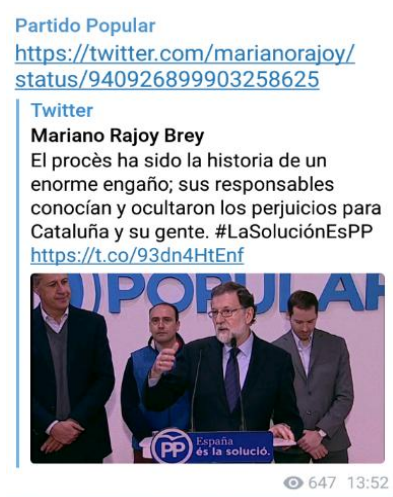 Partido Popular
https://twitter.com/marianorajoy/
status/940926899903258625
Twitter
Mariano Rajoy Brey
El procès ha sido la historia de un
enorme engaño; sus responsables
conocían y ocultaron los perjuicios para
Cataluña y su gente. #LaSoluciónEsPP
https://t.co/93dn4HtEnf
POPULAR
PP
España
és la solució.
647 13:52